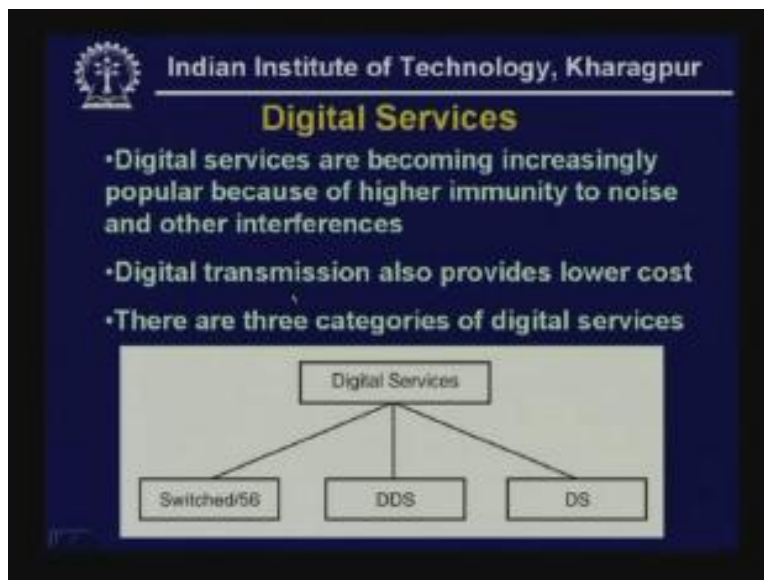 Indian Institute of Technology, Kharagpur
Digital Services
•Digital services are becoming increasingly
popular because of higher immunity to noise
and other interferences
•Digital transmission also provides lower cost
•There are three categories of digital services
Digital Services
Switched/56 DDS DS